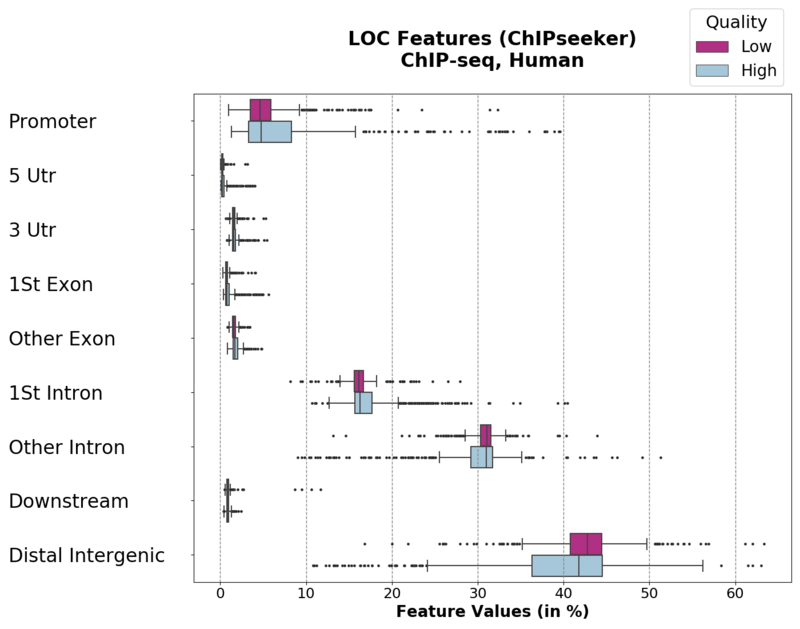 LOC Features (ChIPseeker)
ChIP-seq, Human
Quality
Low
High
Promoter
5 Utr
3 Utr
1St Exon
Other Exon
1St Intron
Other Intron
Downstream
Distal Intergenic
0 10 20 30 40 50 60
Feature Values (in %)